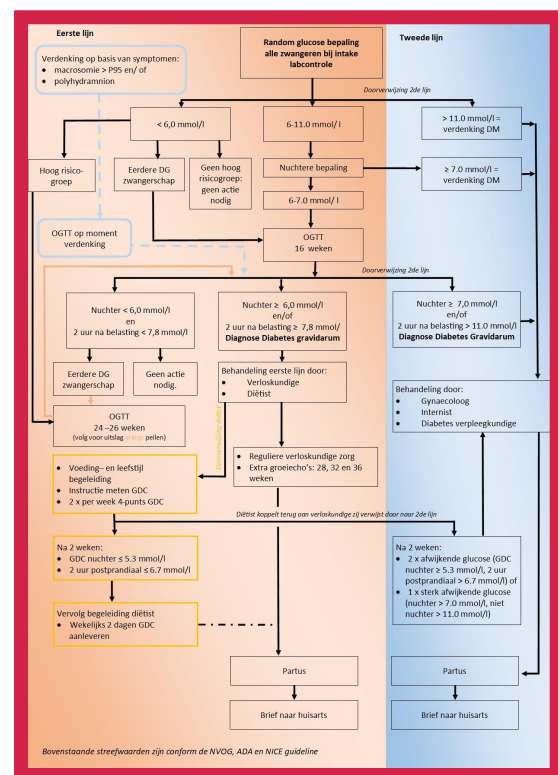 Eerste lijn
Random glucose bepaling
alle zwangeren bij intake
labcontrole
Tweede lijn
Verdenking op basis van symptomen:
• macrosomie > P95 en/ of
• polyhydramnion
Doorverwijzing 2de lijn
< 6,0 mmol/l
6-11.0 mmol/ l
> 11.0 mmol/l =
verdenking DM
Hoog risico-
groep
Eerdere DG
zwangerschap
Geen hoog
risicogroep:
geen actie
nodig
Nuchtere bepaling
≥ 7.0 mmol/l =
verdenking DM
6-7.0 mmol/ l
OGTT op moment
verdenking
OGTT
16 weken
Doorverwijzing 2de lijn
Nuchter < 6,0 mmol/l
en
2 uur na belasting < 7,8 mmol/l
Nuchter ≥ 6,0 mmol/l
en/of
2 uur na belasting ≥ 7,8 mmol/
Diagnose Diabetes gravidarum
Nuchter ≥ 7,0 mmol/l
en/of
2 uur na belasting > 11.0 mmol/l
Diagnose Diabetes Gravidarum
Eerdere DG
zwangerschap
Geen actie
nodig.
Behandeling eerste lijn door:
• Verloskundige
• Diëtist
Behandeling door:
• Gynaecoloog
• Internist
• Diabetes verpleegkundige
OGTT
24 –26 weken
(volg voor uitslag oranje peilen)
Doorverwijzing diëtist
• Reguliere verloskundig zorg
• Extra groeiecho's: 28, 32 en 36
weken
• Voeding– en leefstijl
begeleiding
• Instructie meten GDC
• 2 x per week 4-punts GDC
Diëtist koppelt terug aan verloskundige zij verwijst door naar 2de lijn
Na 2 weken:
• GDC nuchter ≤ 5.3 mmol/l
• 2 uur postprandiaal ≤ 6.7 mmol/l
Na 2 weken:
• 2 x afwijkende glucose (GDC
nuchter ≥ 5.3 mmol/l, 2 uur
postprandiaal > 6.7 mmol/l) of
• 1 x sterk afwijkende glucose
(nuchter > 7.0 mmol/l, niet
nuchter > 11.0 mmol/l)
Vervolg begeleiding diëtist
• Wekelijks 2 dagen GDC
aanleveren
Partus
Partus
Brief naar huisarts
Brief naar huisarts
Bovenstaande streefwaarden zijn conform de NVOG, ADA en NICE guideline